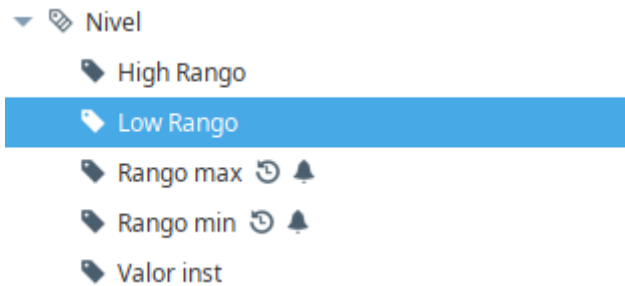 Nivel
High Rango
Low Rango
Rango max
Rango min
Valor inst